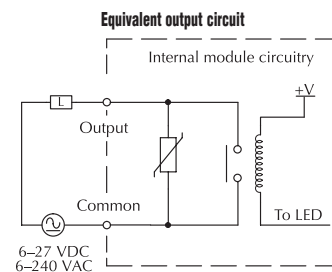 Equivalent output circuit
Internal module circuitry
+V
L
Output
Common
To LED
6–27 VDC
6–240 VAC